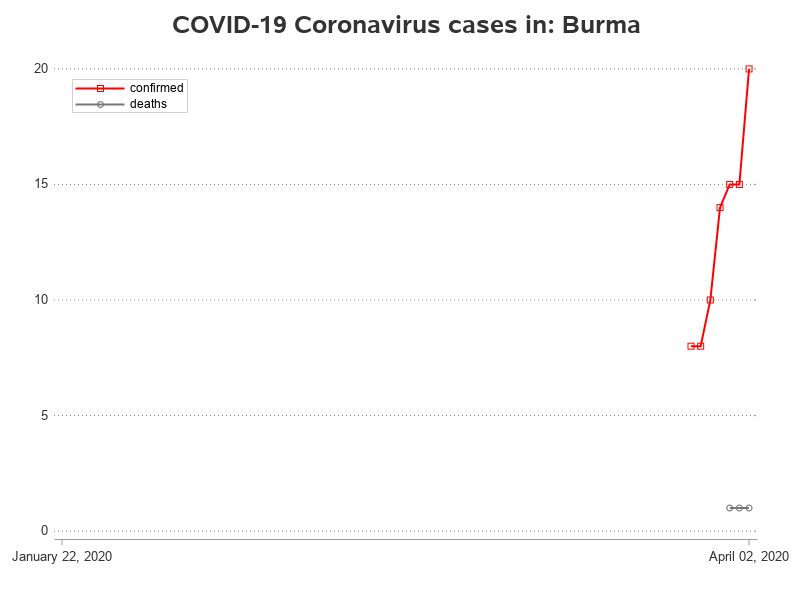 COVID-19 Coronavirus cases in: Burma
20
confirmed
deaths
15
10
5
0
January 22, 2020
April 02, 2020